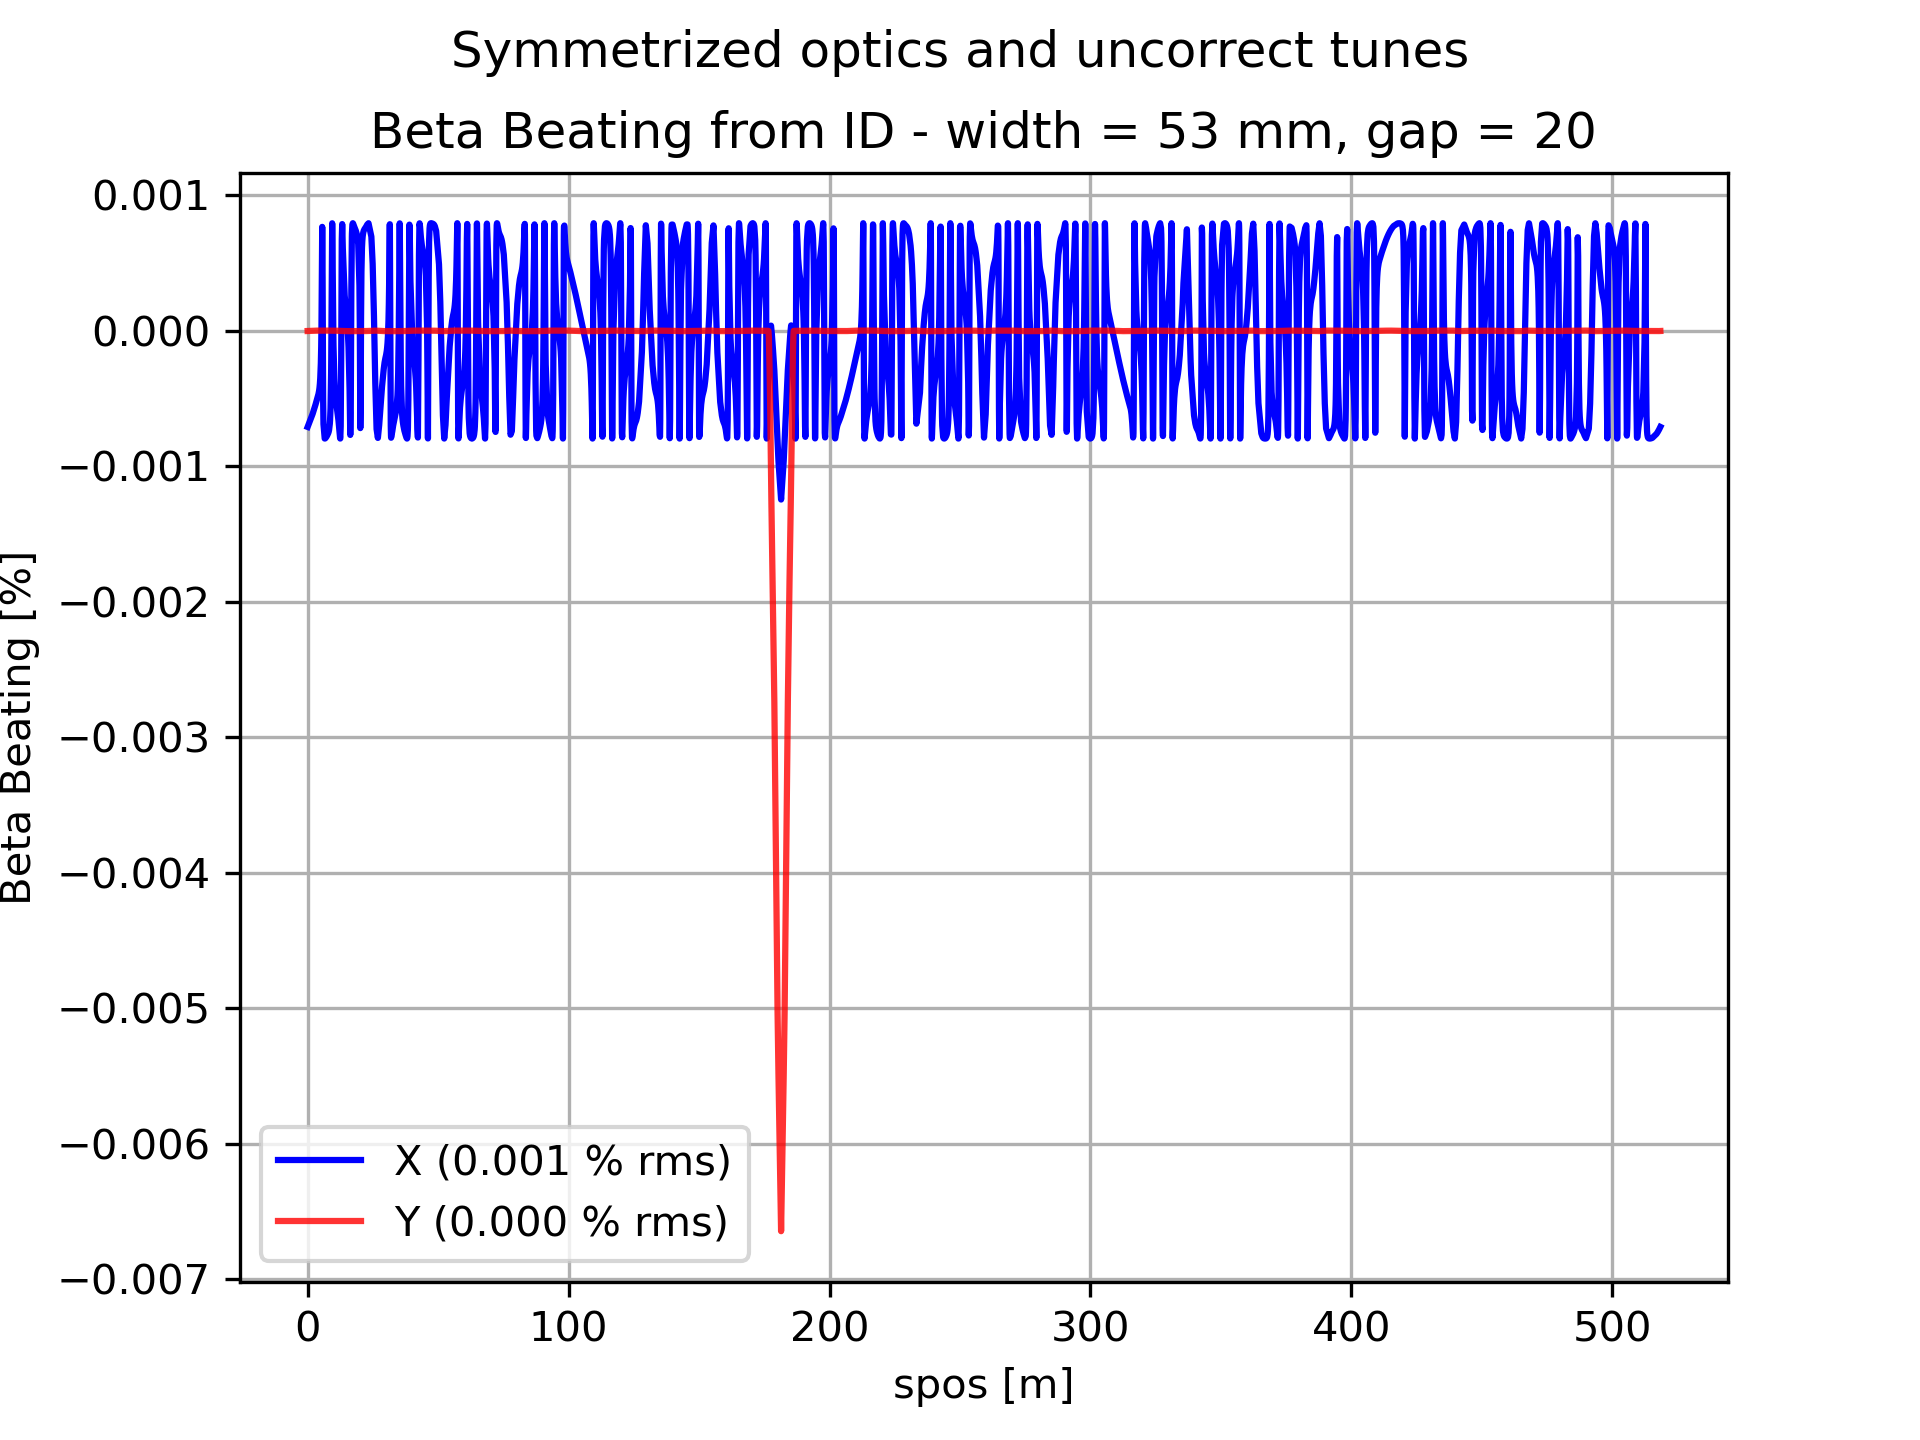 Symmetrized optics and uncorrect tunes
Beta Beating from ID - width = 53 mm, gap = 20
Beta Beating [%]
0.001
0.000
−0.001
−0.002
−0.003
−0.004
−0.005
−0.006
−0.007
X (0.001 % rms)
Y (0.000 % rms)
0 100 200 300 400 500
spos [m]